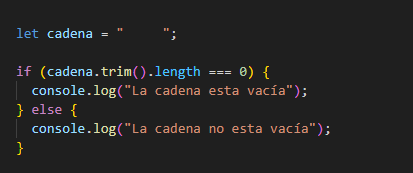 let cadena = "     ";
if (cadena.trim().length === 0) {
  console.log("La cadena esta vacía");
} else {
  console.log("La cadena no esta vacía");
}